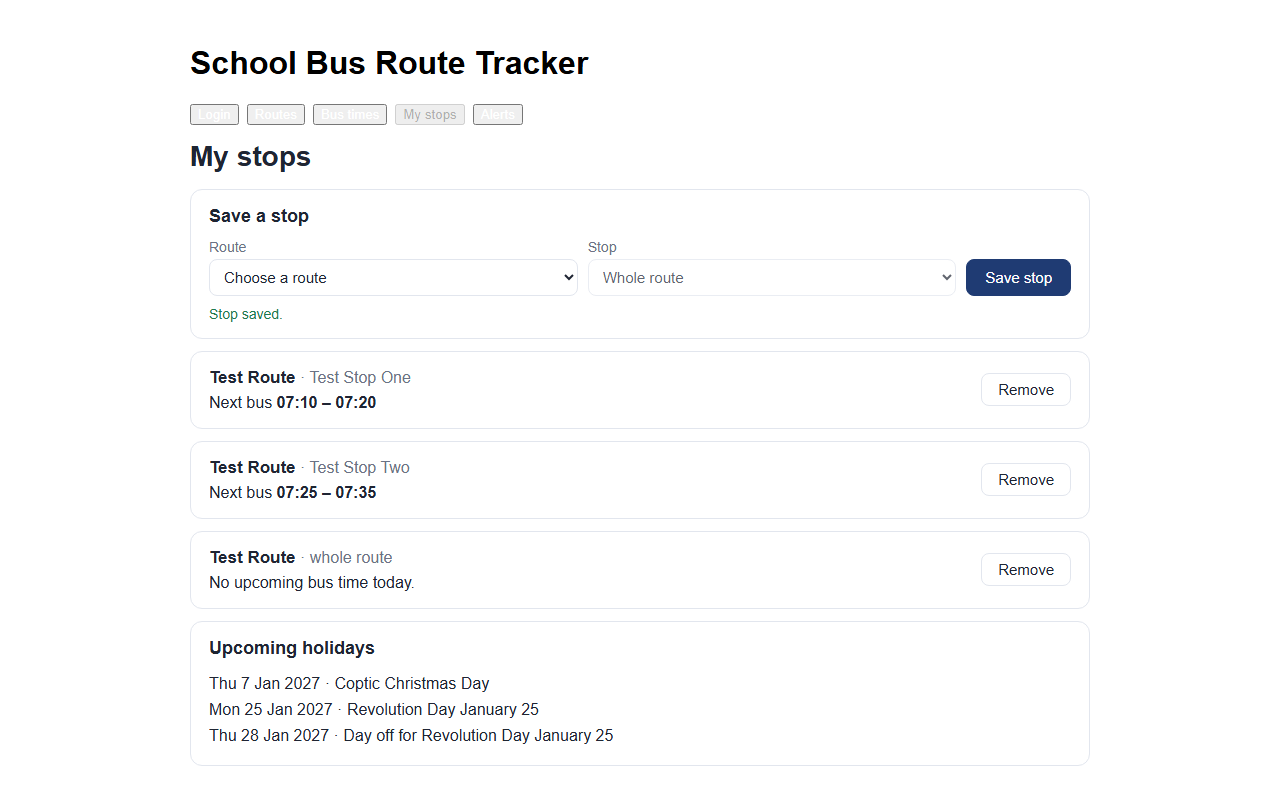 School Bus Route Tracker
Login Routes Bus times My stops Alerts
My stops
Save a stop
Route Stop
Choose a route Whole route Save stop
Stop saved.
Test Route · Test Stop One
Next bus 07:10 – 07:20 Remove
Test Route · Test Stop Two
Next bus 07:25 – 07:35 Remove
Test Route · whole route
No upcoming bus time today. Remove
Upcoming holidays
Thu 7 Jan 2027 · Coptic Christmas Day
Mon 25 Jan 2027 · Revolution Day January 25
Thu 28 Jan 2027 · Day off for Revolution Day January 25